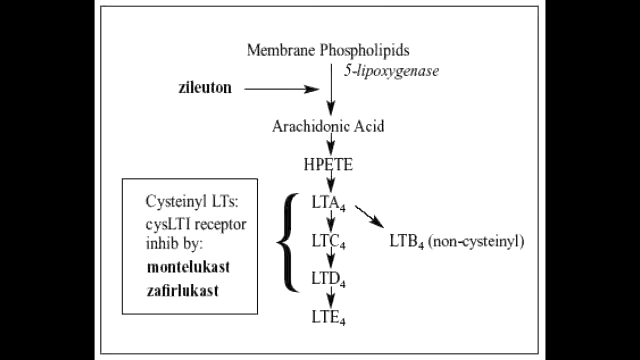 Membrane Phospholipids
5-lipoxygenase
zileuton
Arachidonic Acid
HPETE
Cysteinyl LTs:
cysLTI receptor
inhib by:
montelukast
zafirlukast
LTA₄
LTC₄
LTB₄ (non-cysteinyl)
LTD₄
LTE₄